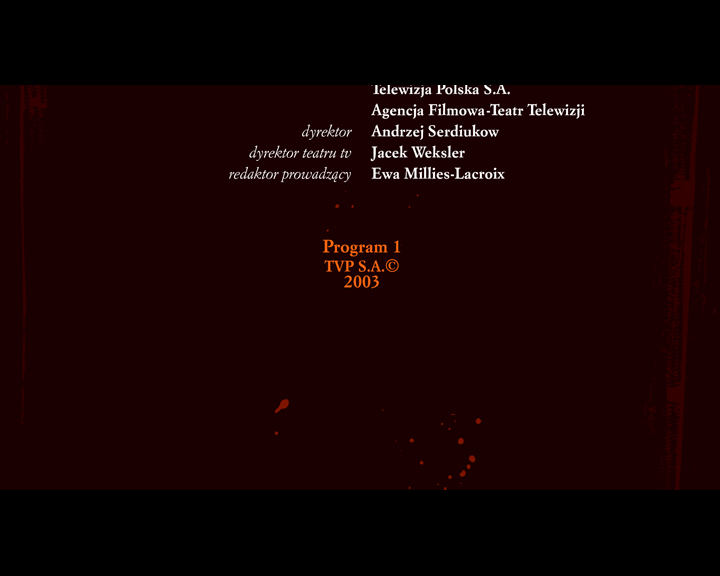 Telewizja Polska S.A.
Agencja Filmowa-Teatr Telewizji
dyrektor Andrzej Serdiukow
dyrektor teatru tv Jacek Weksler
redaktor prowadzący Ewa Millies-Lacroix
Program 1
TVP S.A.©
2003